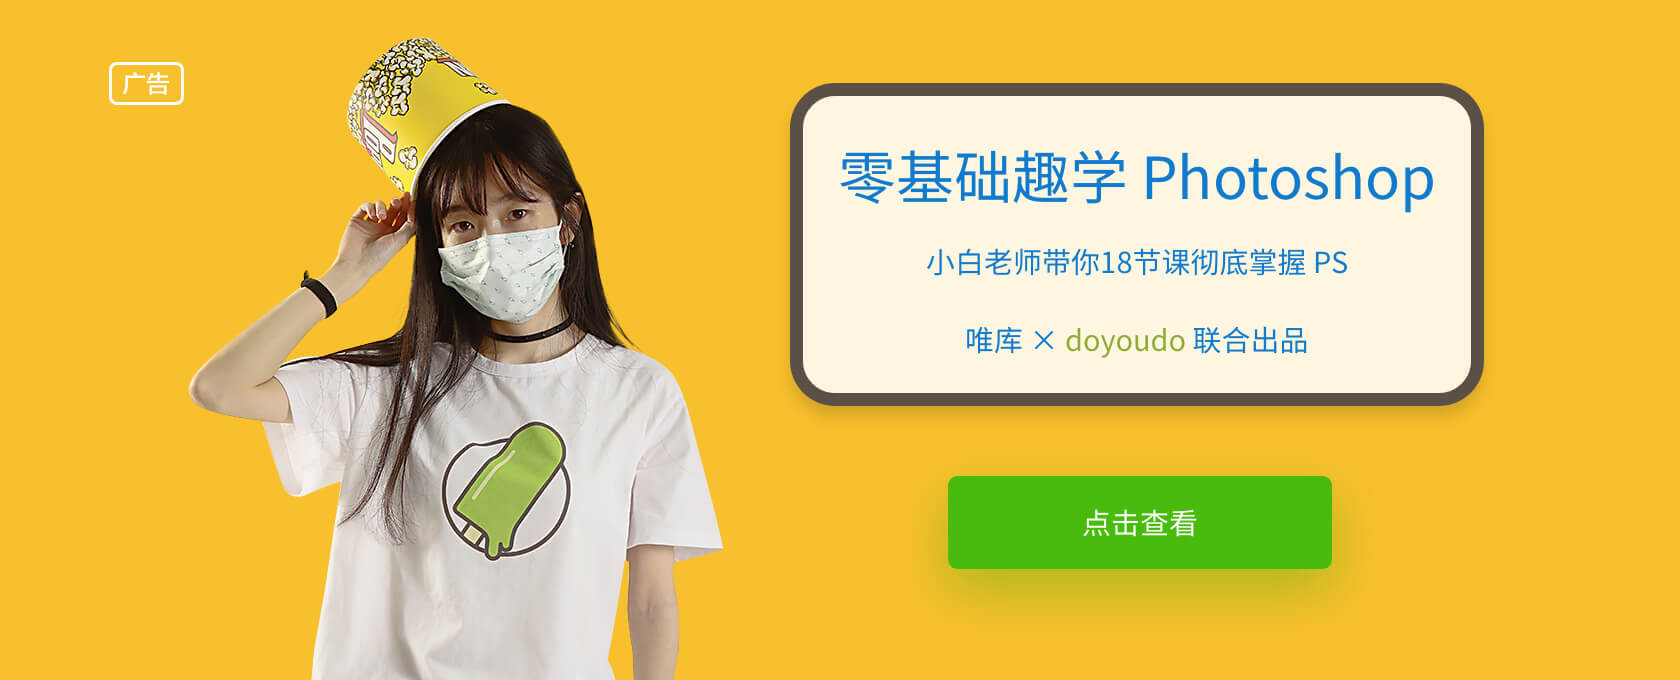 广告
零基础趣学 Photoshop
小白老师带你18节课彻底掌握 PS
唯库 × doyoudo 联合出品
点击查看